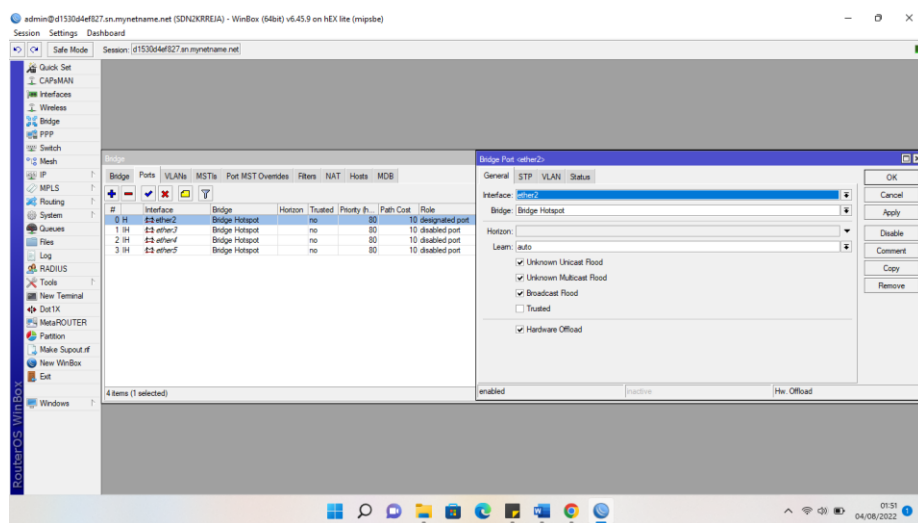 admin@d1530d4ef827.sn.mynetname.net (SDN2KRREJA) - WinBox (64bit) v6.45.9 on hEX lite (mipsbe)
Session Settings Dashboard
Safe Mode Session: d1530d4ef827.sn.mynetname.net
Quick Set
CAPsMAN
Interfaces
Wireless
Bridge
PPP
Switch
Mesh
IP
MPLS
Routing
System
Queues
Files
Log
RADIUS
Tools
New Terminal
Dot1X
MetaROUTER
Partition
Make Supout.rif
New WinBox
Exit
Windows
RouterOS WinBox
Bridge
Bridge Ports VLANs MSTIs Port MST Overrides Filters NAT Hosts MDB
# Interface Bridge Horizon Trusted Priority (h... Path Cost Role
0 H ether2 Bridge Hotspot no 80 10 designated port
1 IH ether3 Bridge Hotspot no 80 10 disabled port
2 IH ether4 Bridge Hotspot no 80 10 disabled port
3 IH ether5 Bridge Hotspot no 80 10 disabled port
4 items (1 selected)
Bridge Port <ether2>
General STP VLAN Status
Interface: ether2
Bridge: Bridge Hotspot
Horizon:
Learn: auto
Unknown Unicast Flood
Unknown Multicast Flood
Broadcast Flood
Trusted
Hardware Offload
OK
Cancel
Apply
Disable
Comment
Copy
Remove
enabled inactive Hw. Offload
01:51
04/08/2022